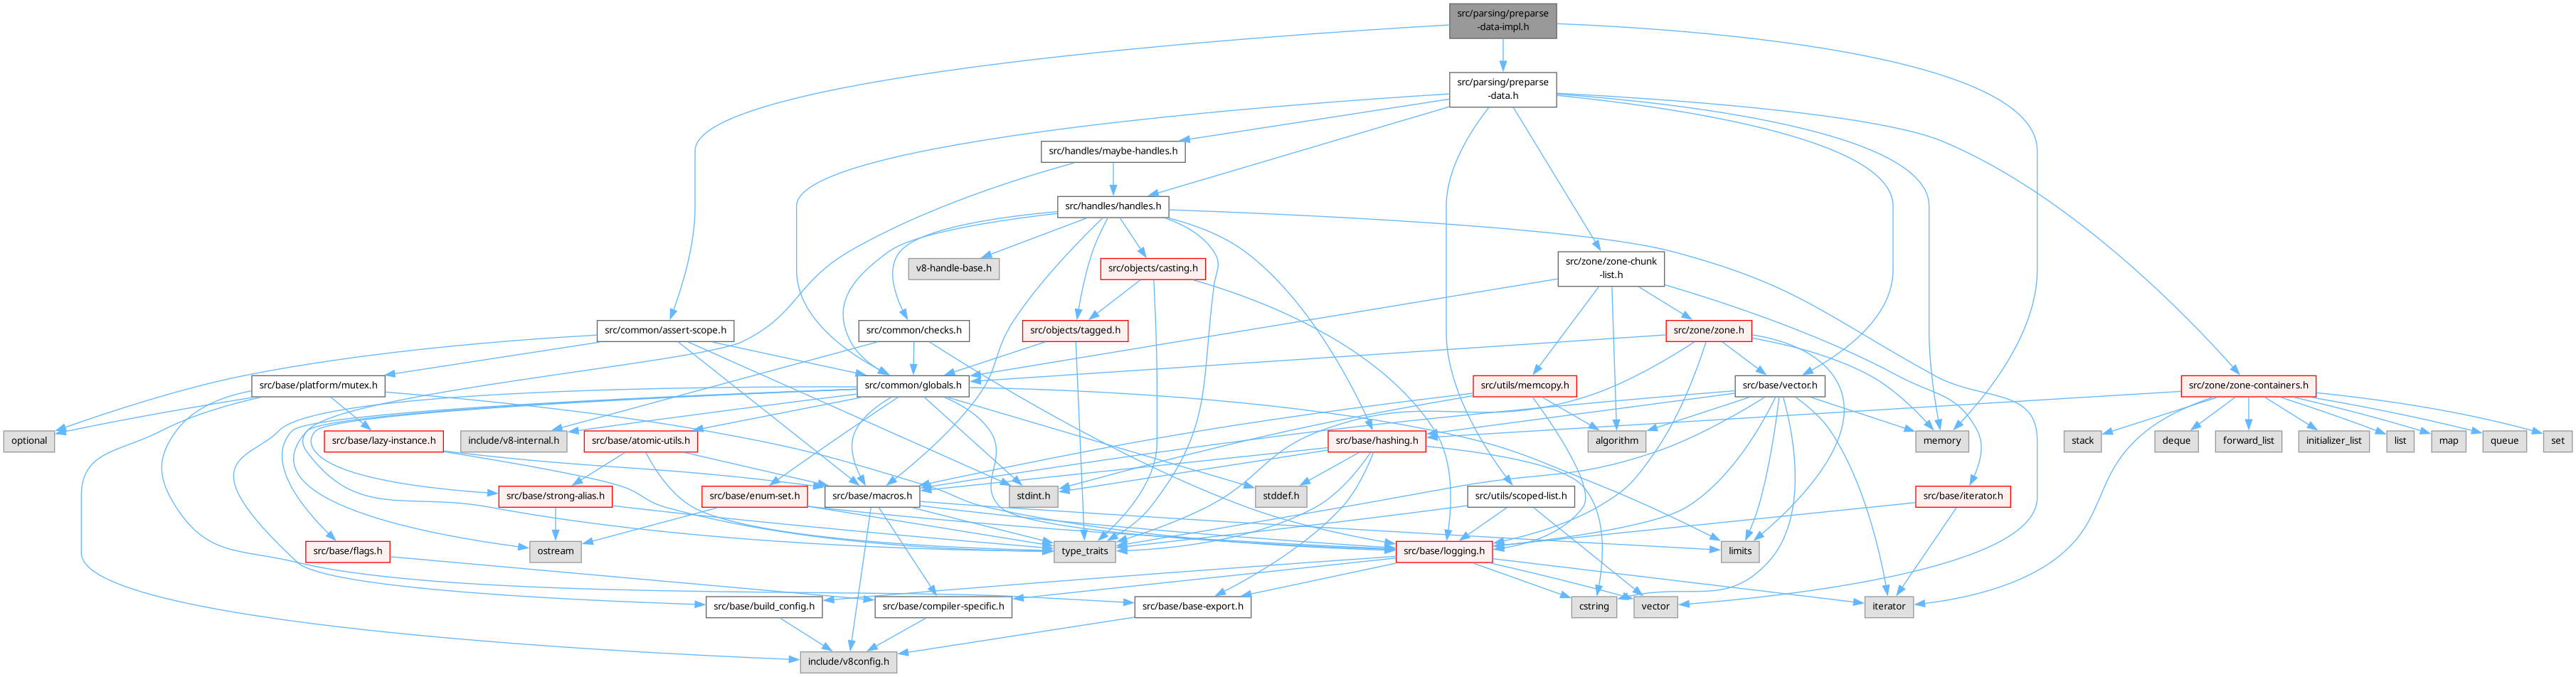 src/parsing/preparse
-data-impl.h
src/parsing/preparse
-data.h
src/handles/maybe-handles.h
src/handles/handles.h
v8-handle-base.h
src/objects/casting.h
src/zone/zone-chunk
-list.h
src/common/assert-scope.h
src/common/checks.h
src/objects/tagged.h
src/zone/zone.h
src/base/platform/mutex.h
src/common/globals.h
src/utils/memcopy.h
src/base/vector.h
src/zone/zone-containers.h
optional
src/base/lazy-instance.h
include/v8-internal.h
src/base/atomic-utils.h
src/base/hashing.h
algorithm
memory
stack
deque
forward_list
initializer_list
list
map
queue
set
src/base/strong-alias.h
src/base/enum-set.h
src/base/macros.h
stdint.h
stddef.h
src/utils/scoped-list.h
src/base/iterator.h
src/base/flags.h
ostream
type_traits
src/base/logging.h
limits
src/base/build_config.h
src/base/compiler-specific.h
src/base/base-export.h
cstring
vector
iterator
include/v8config.h